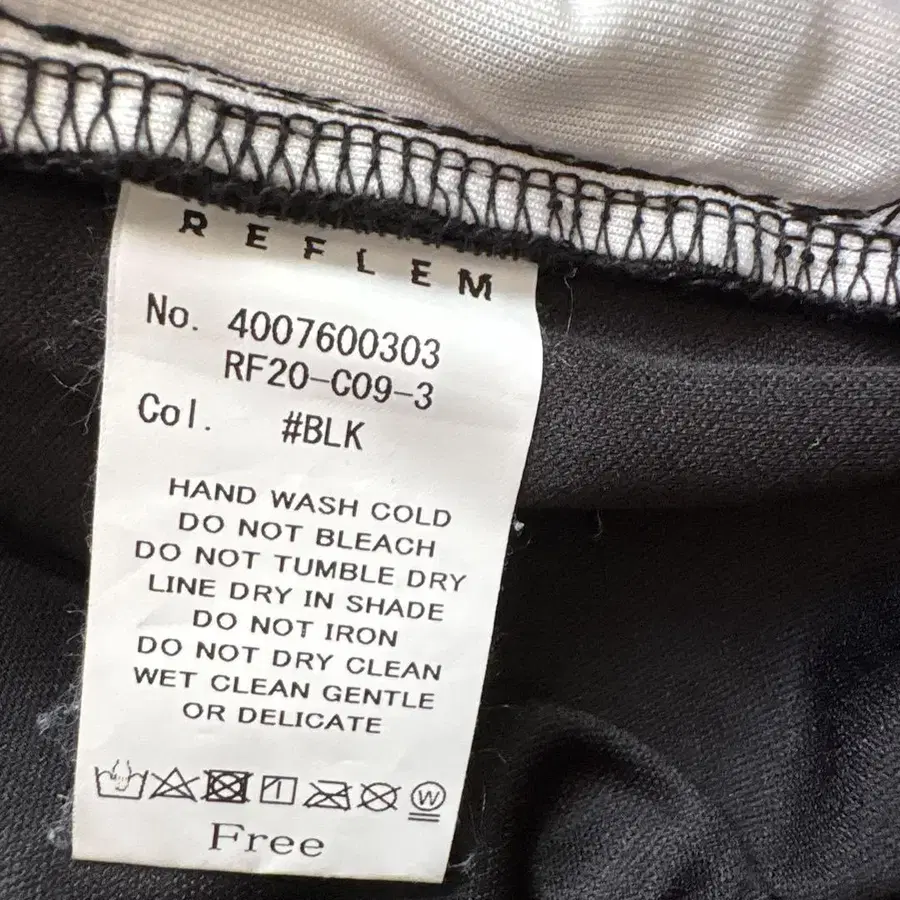 REFLEM
No. 4007600303
RF20-C09-3
Col. #BLK
HAND WASH COLD
DO NOT BLEACH
DO NOT TUMBLE DRY
LINE DRY IN SHADE
DO NOT IRON
DO NOT DRY CLEAN
WET CLEAN GENTLE
OR DELICATE
W
Free